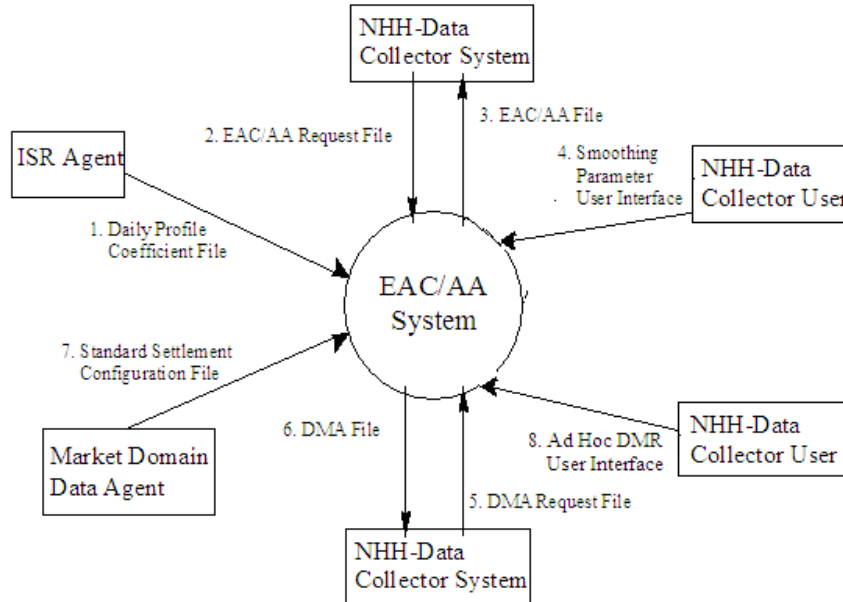 NHH-Data
Collector System
2. EAC/AA Request File
3. EAC/AA File
4. Smoothing
Parameter
User Interface
ISR Agent
NHH-Data
Collector User
1. Daily Profile
Coefficient File
EAC/AA
System
7. Standard Settlement
Configuration File
6. DMA File
8. Ad Hoc DMR
User Interface
NHH-Data
Collector User
Market Domain
Data Agent
5. DMA Request File
NHH-Data
Collector System